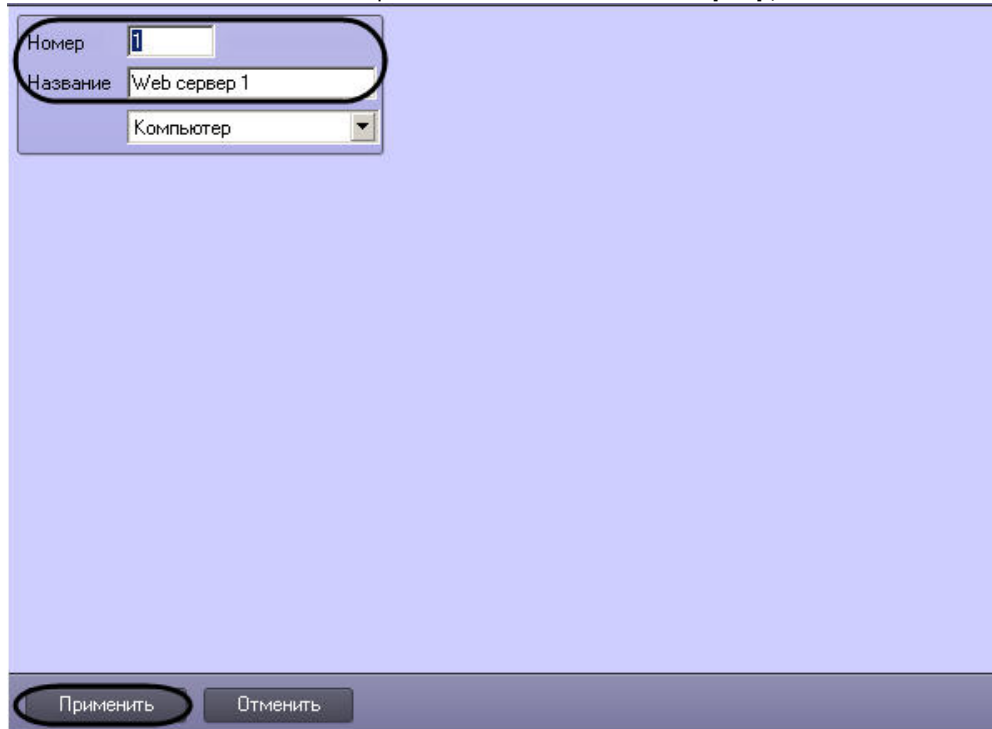 Номер 1
Название Web сервер 1
Компьютер
Применить Отменить